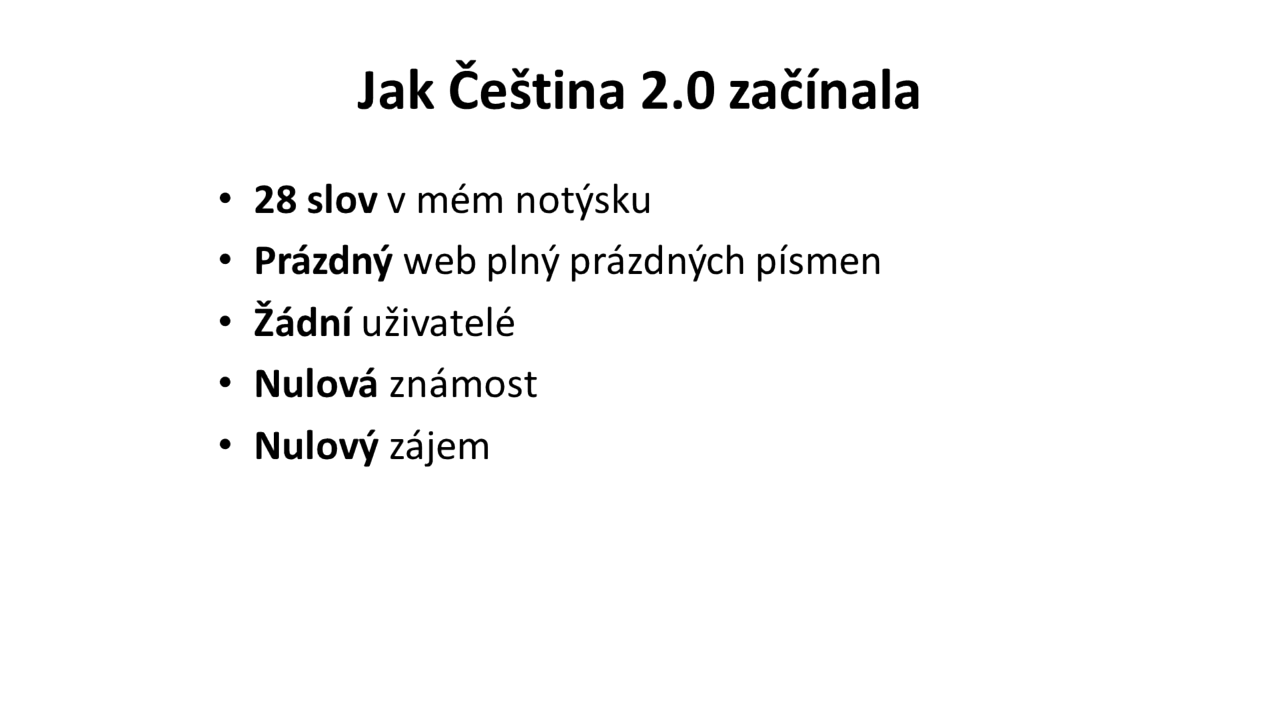 Jak Čeština 2.0 začínala
• 28 slov v mém notýsku
• Prázdný web plný prázdných písmen
• Žádní uživatelé
• Nulová známost
• Nulový zájem